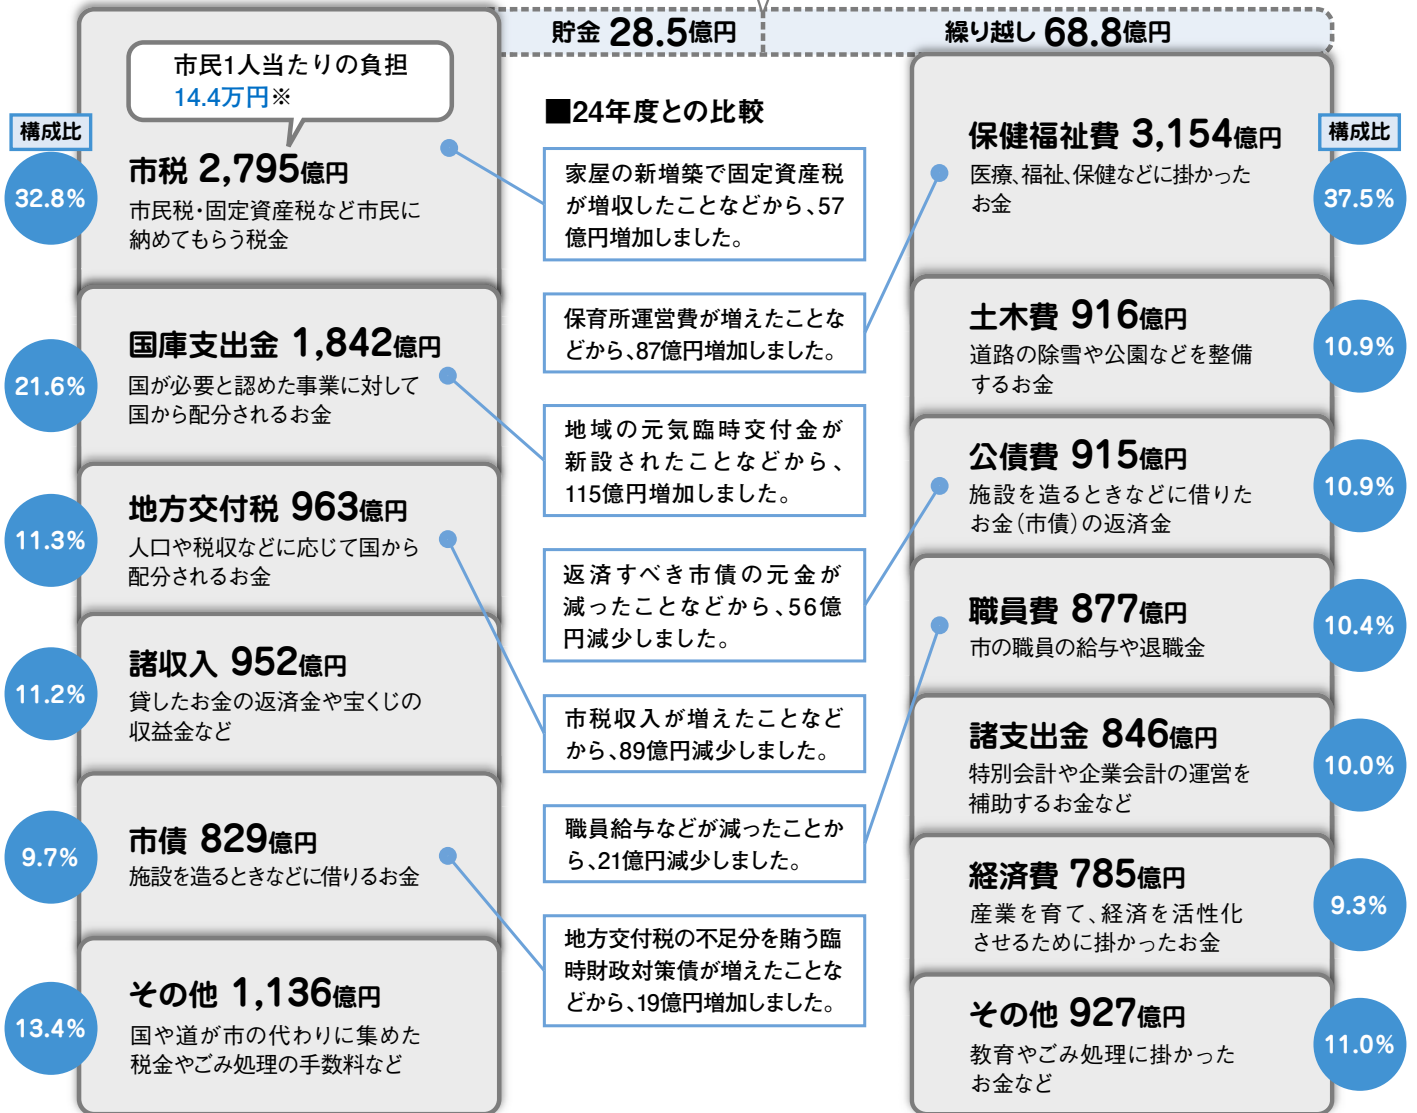 貯金 28.5億円
繰り越し 68.8億円
市民1人当たりの負担
14.4万円※
構成比
32.8%
市税 2,795億円
市民税・固定資産税など市民に
納めてもらう税金
21.6%
国庫支出金 1,842億円
国が必要と認めた事業に対して
国から配分されるお金
11.3%
地方交付税 963億円
人口や税収などに応じて国から
配分されるお金
11.2%
諸収入 952億円
貸したお金の返済金や宝くじの
収益金など
9.7%
市債 829億円
施設を造るときなどに借りるお金
13.4%
その他 1,136億円
国や道が市の代わりに集めた
税金やごみ処理の手数料など
■24年度との比較
家屋の新増築で固定資産税
が増収したことなどから、57
億円増加しました。
保育所運営費が増えたことな
どから、87億円増加しました。
地域の元気臨時交付金が
新設されたことなどから、
115億円増加しました。
返済すべき市債の元金が
減ったことなどから、56億
円減少しました。
市税収入が増えたことなど
から、89億円減少しました。
職員給与などが減ったことか
ら、21億円減少しました。
地方交付税の不足分を賄う臨
時財政対策債が増えたことな
どから、19億円増加しました。
保健福祉費 3,154億円
医療、福祉、保健などに掛かった
お金
構成比
37.5%
土木費 916億円
道路の除雪や公園などを整備
するお金
10.9%
公債費 915億円
施設を造るときなどに借りた
お金(市債)の返済金
10.9%
職員費 877億円
市の職員の給与や退職金
10.4%
諸支出金 846億円
特別会計や企業会計の運営を
補助するお金など
10.0%
経済費 785億円
産業を育て、経済を活性化
させるために掛かったお金
9.3%
その他 927億円
教育やごみ処理に掛かった
お金など
11.0%